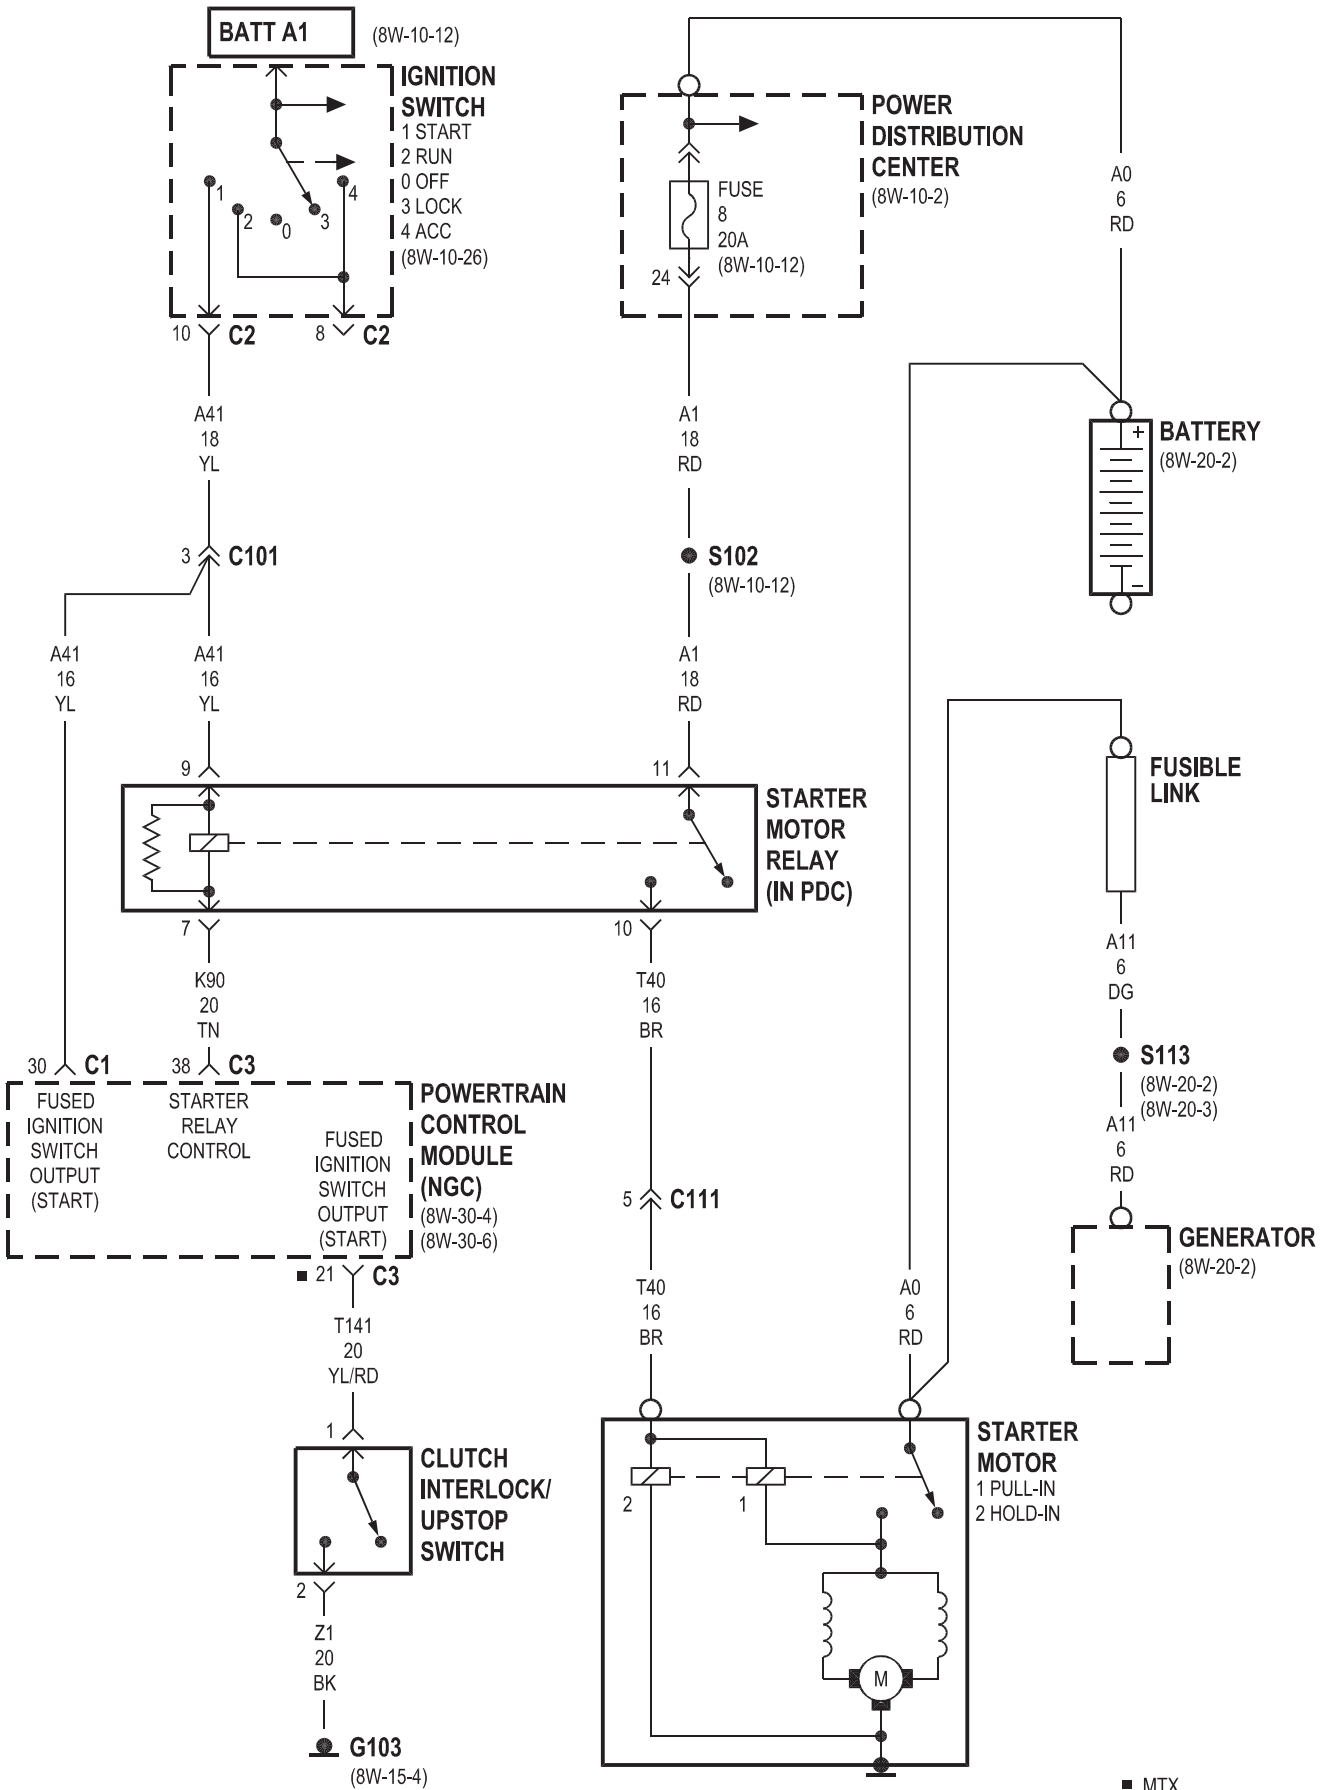 BATT A1
(8W-10-12)
IGNITION
SWITCH
1 START
2 RUN
0 OFF
3 LOCK
4 ACC
(8W-10-26)
1
2
0
3
4
10
C2
8
C2
POWER
DISTRIBUTION
CENTER
(8W-10-2)
FUSE
8
20A
(8W-10-12)
24
A0
6
RD
A41
18
YL
A1
18
RD
BATTERY
(8W-20-2)
+
−
3
C101
S102
(8W-10-12)
A41
16
YL
A41
16
YL
A1
18
RD
9
11
STARTER
MOTOR
RELAY
(IN PDC)
FUSIBLE
LINK
7
10
K90
20
TN
T40
16
BR
A11
6
DG
S113
(8W-20-2)
(8W-20-3)
A11
6
RD
30
C1
38
C3
FUSED
IGNITION
SWITCH
OUTPUT
(START)
STARTER
RELAY
CONTROL
FUSED
IGNITION
SWITCH
OUTPUT
(START)
POWERTRAIN
CONTROL
MODULE
(NGC)
(8W-30-4)
(8W-30-6)
5
C111
GENERATOR
(8W-20-2)
■ 21
C3
T141
20
YL/RD
T40
16
BR
A0
6
RD
1
CLUTCH
INTERLOCK/
UPSTOP
SWITCH
2
STARTER
MOTOR
1 PULL-IN
2 HOLD-IN
2
1
M
Z1
20
BK
G103
(8W-15-4)
■ MTX